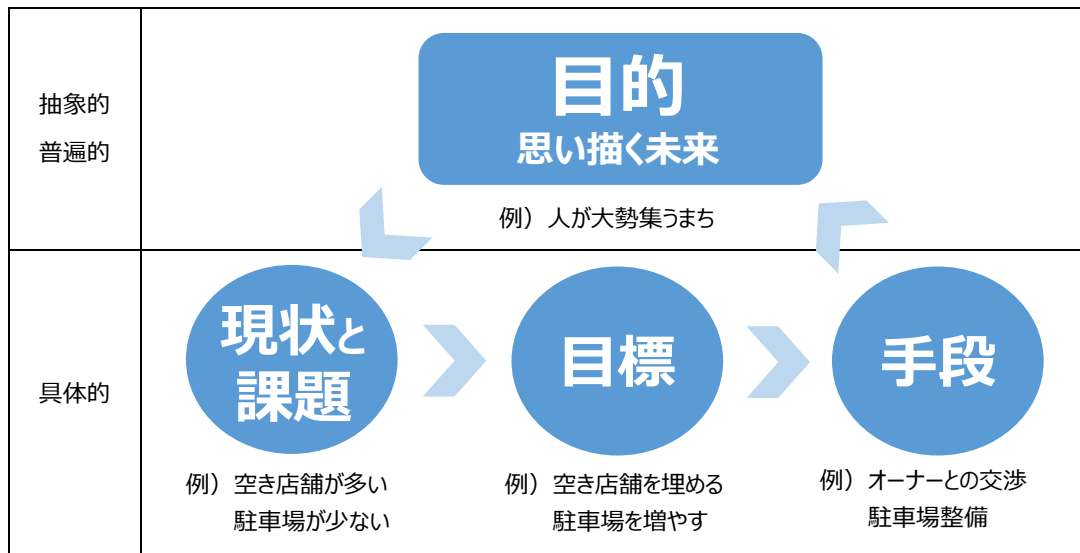 抽象的
普遍的
目的
思い描く未来
例）人が大勢集うまち
具体的
現状と
課題
例）空き店舗が多い
駐車場が少ない
目標
例）空き店舗を埋める
駐車場を増やす
手段
例）オーナーとの交渉
駐車場整備